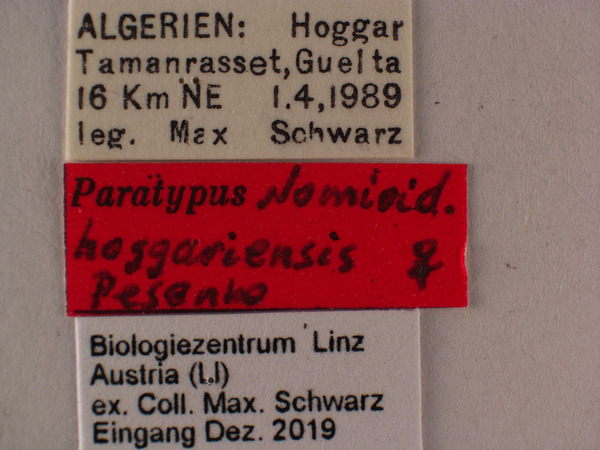 ALGERIEN: Hoggar
Tamanrasset,Guelta
16 Km NE 1.4,1989
leg. Max Schwarz
Paratypus Nomioid.
hoggariensis ♀
Pesenko
Biologiezentrum Linz
Austria (LI)
ex. Coll. Max. Schwarz
Eingang Dez. 2019